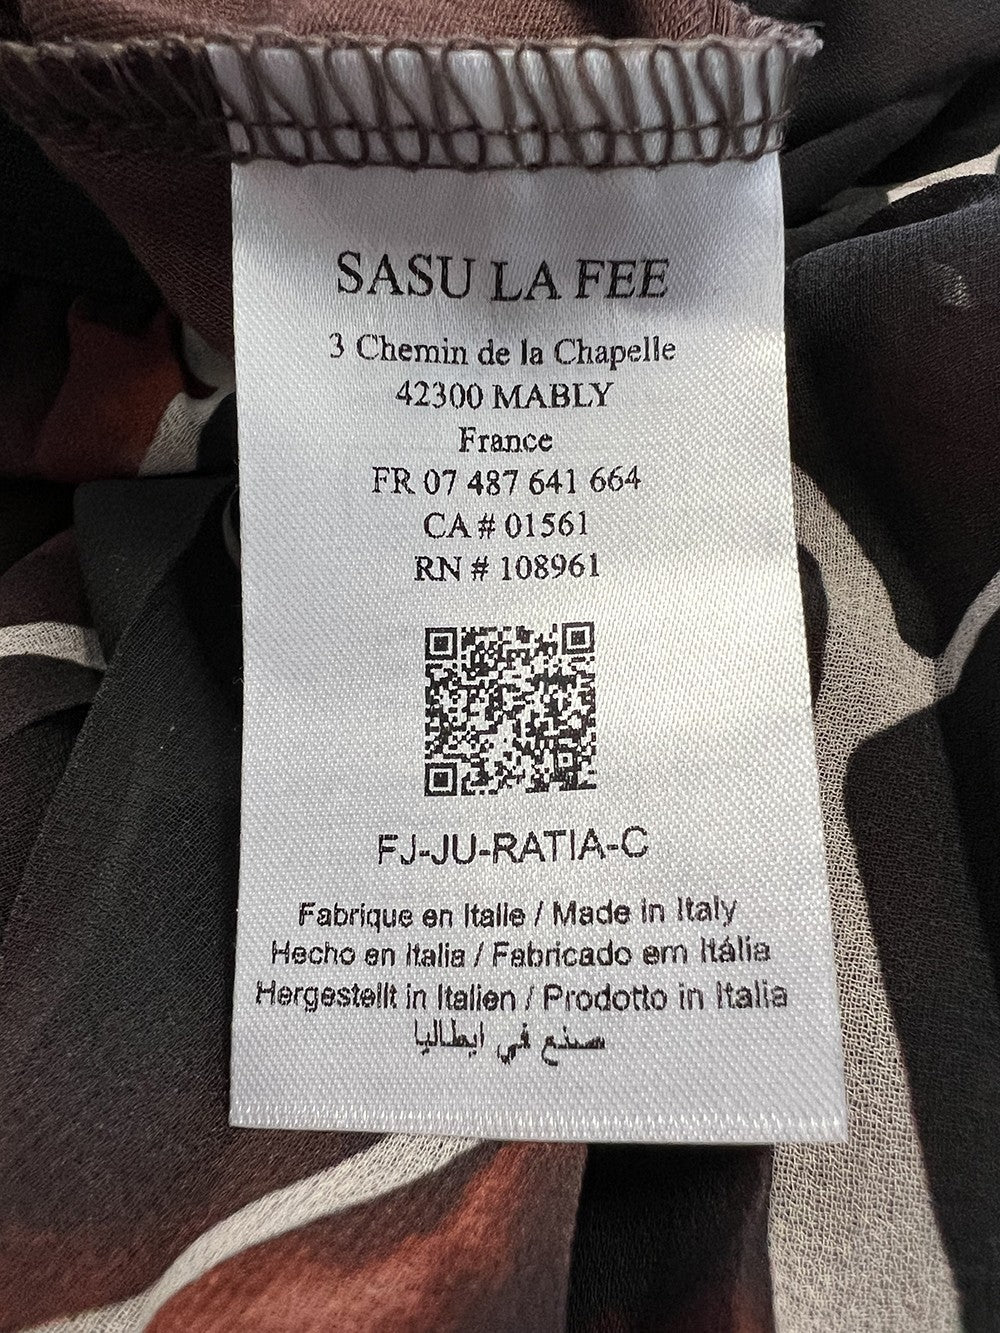 SASU LA FEE
3 Chemin de la Chapelle
42300 MABLY
France
FR 07 487 641 664
CA # 01561
RN # 108961
FJ-JU-RATIA-C
Fabrique en Italie / Made in Italy
Hecho en Italia / Fabricado em Itália
Hergestellt in Italien / Prodotto in Italia
صنع في ايطاليا